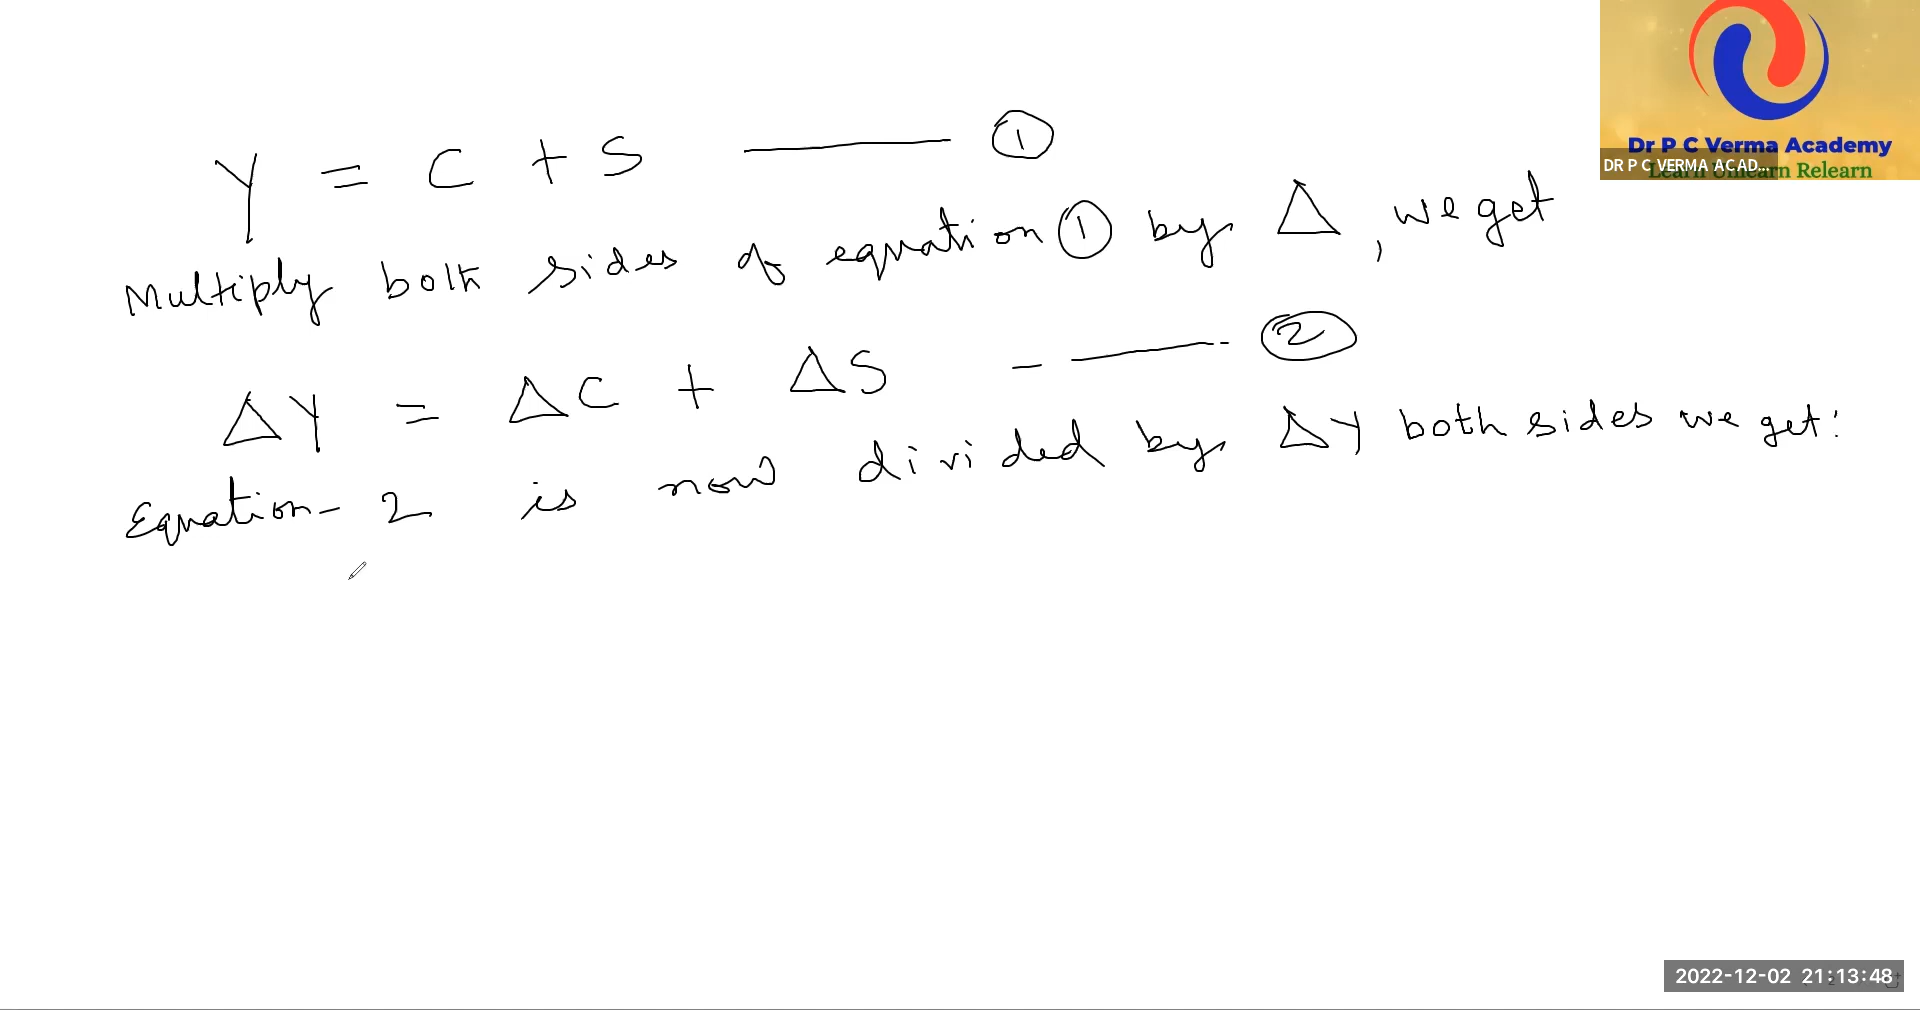 Y = C + S ——— ①
Multiply both sides of equation ① by Δ, we get
ΔY = ΔC + ΔS - ——— ②
Equation - 2 is now divided by ΔY both sides we get:
Dr P C Verma Academy
DR P C VERMA ACAD...
Learn Unlearn Relearn
2022-12-02 21:13:48